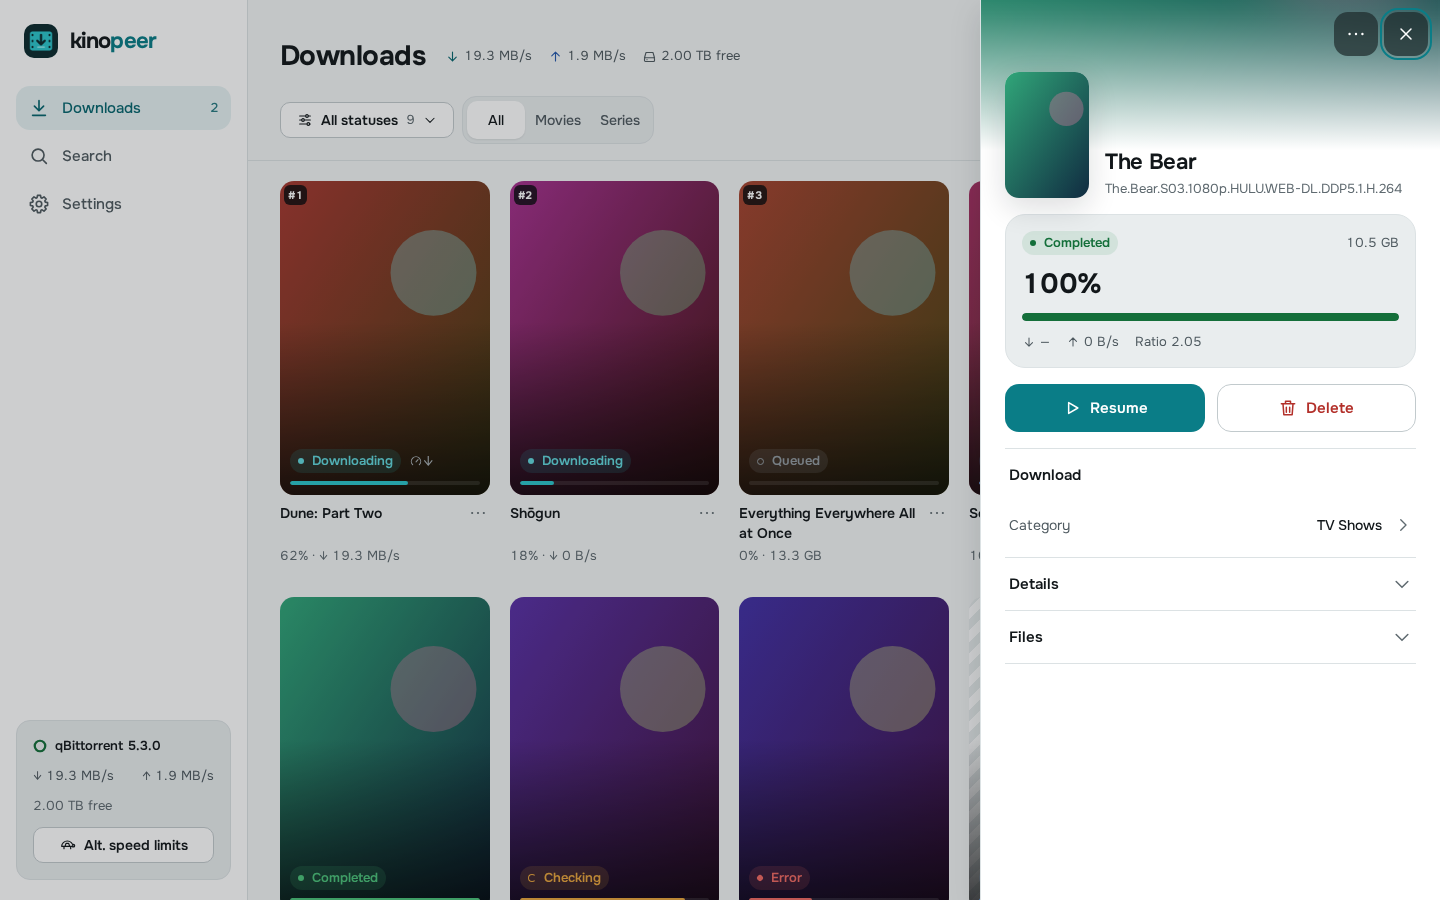 kinopeer
Downloads 2
Search
Settings
qBittorrent 5.3.0
↓ 19.3 MB/s ↑ 1.9 MB/s
2.00 TB free
Alt. speed limits
Downloads ↓ 19.3 MB/s ↑ 1.9 MB/s 2.00 TB free
All statuses 9 All Movies Series
#1
Downloading
Dune: Part Two ···
62% · ↓ 19.3 MB/s
#2
Downloading
Shōgun ···
18% · ↓ 0 B/s
#3
Queued
Everything Everywhere All ···
at Once
0% · 13.3 GB
Completed
Checking
Error
The Bear
The.Bear.S03.1080p.HULU.WEB-DL.DDP5.1.H.264
Completed 10.5 GB
100%
↓ – ↑ 0 B/s Ratio 2.05
Resume Delete
Download
Category TV Shows
Details
Files